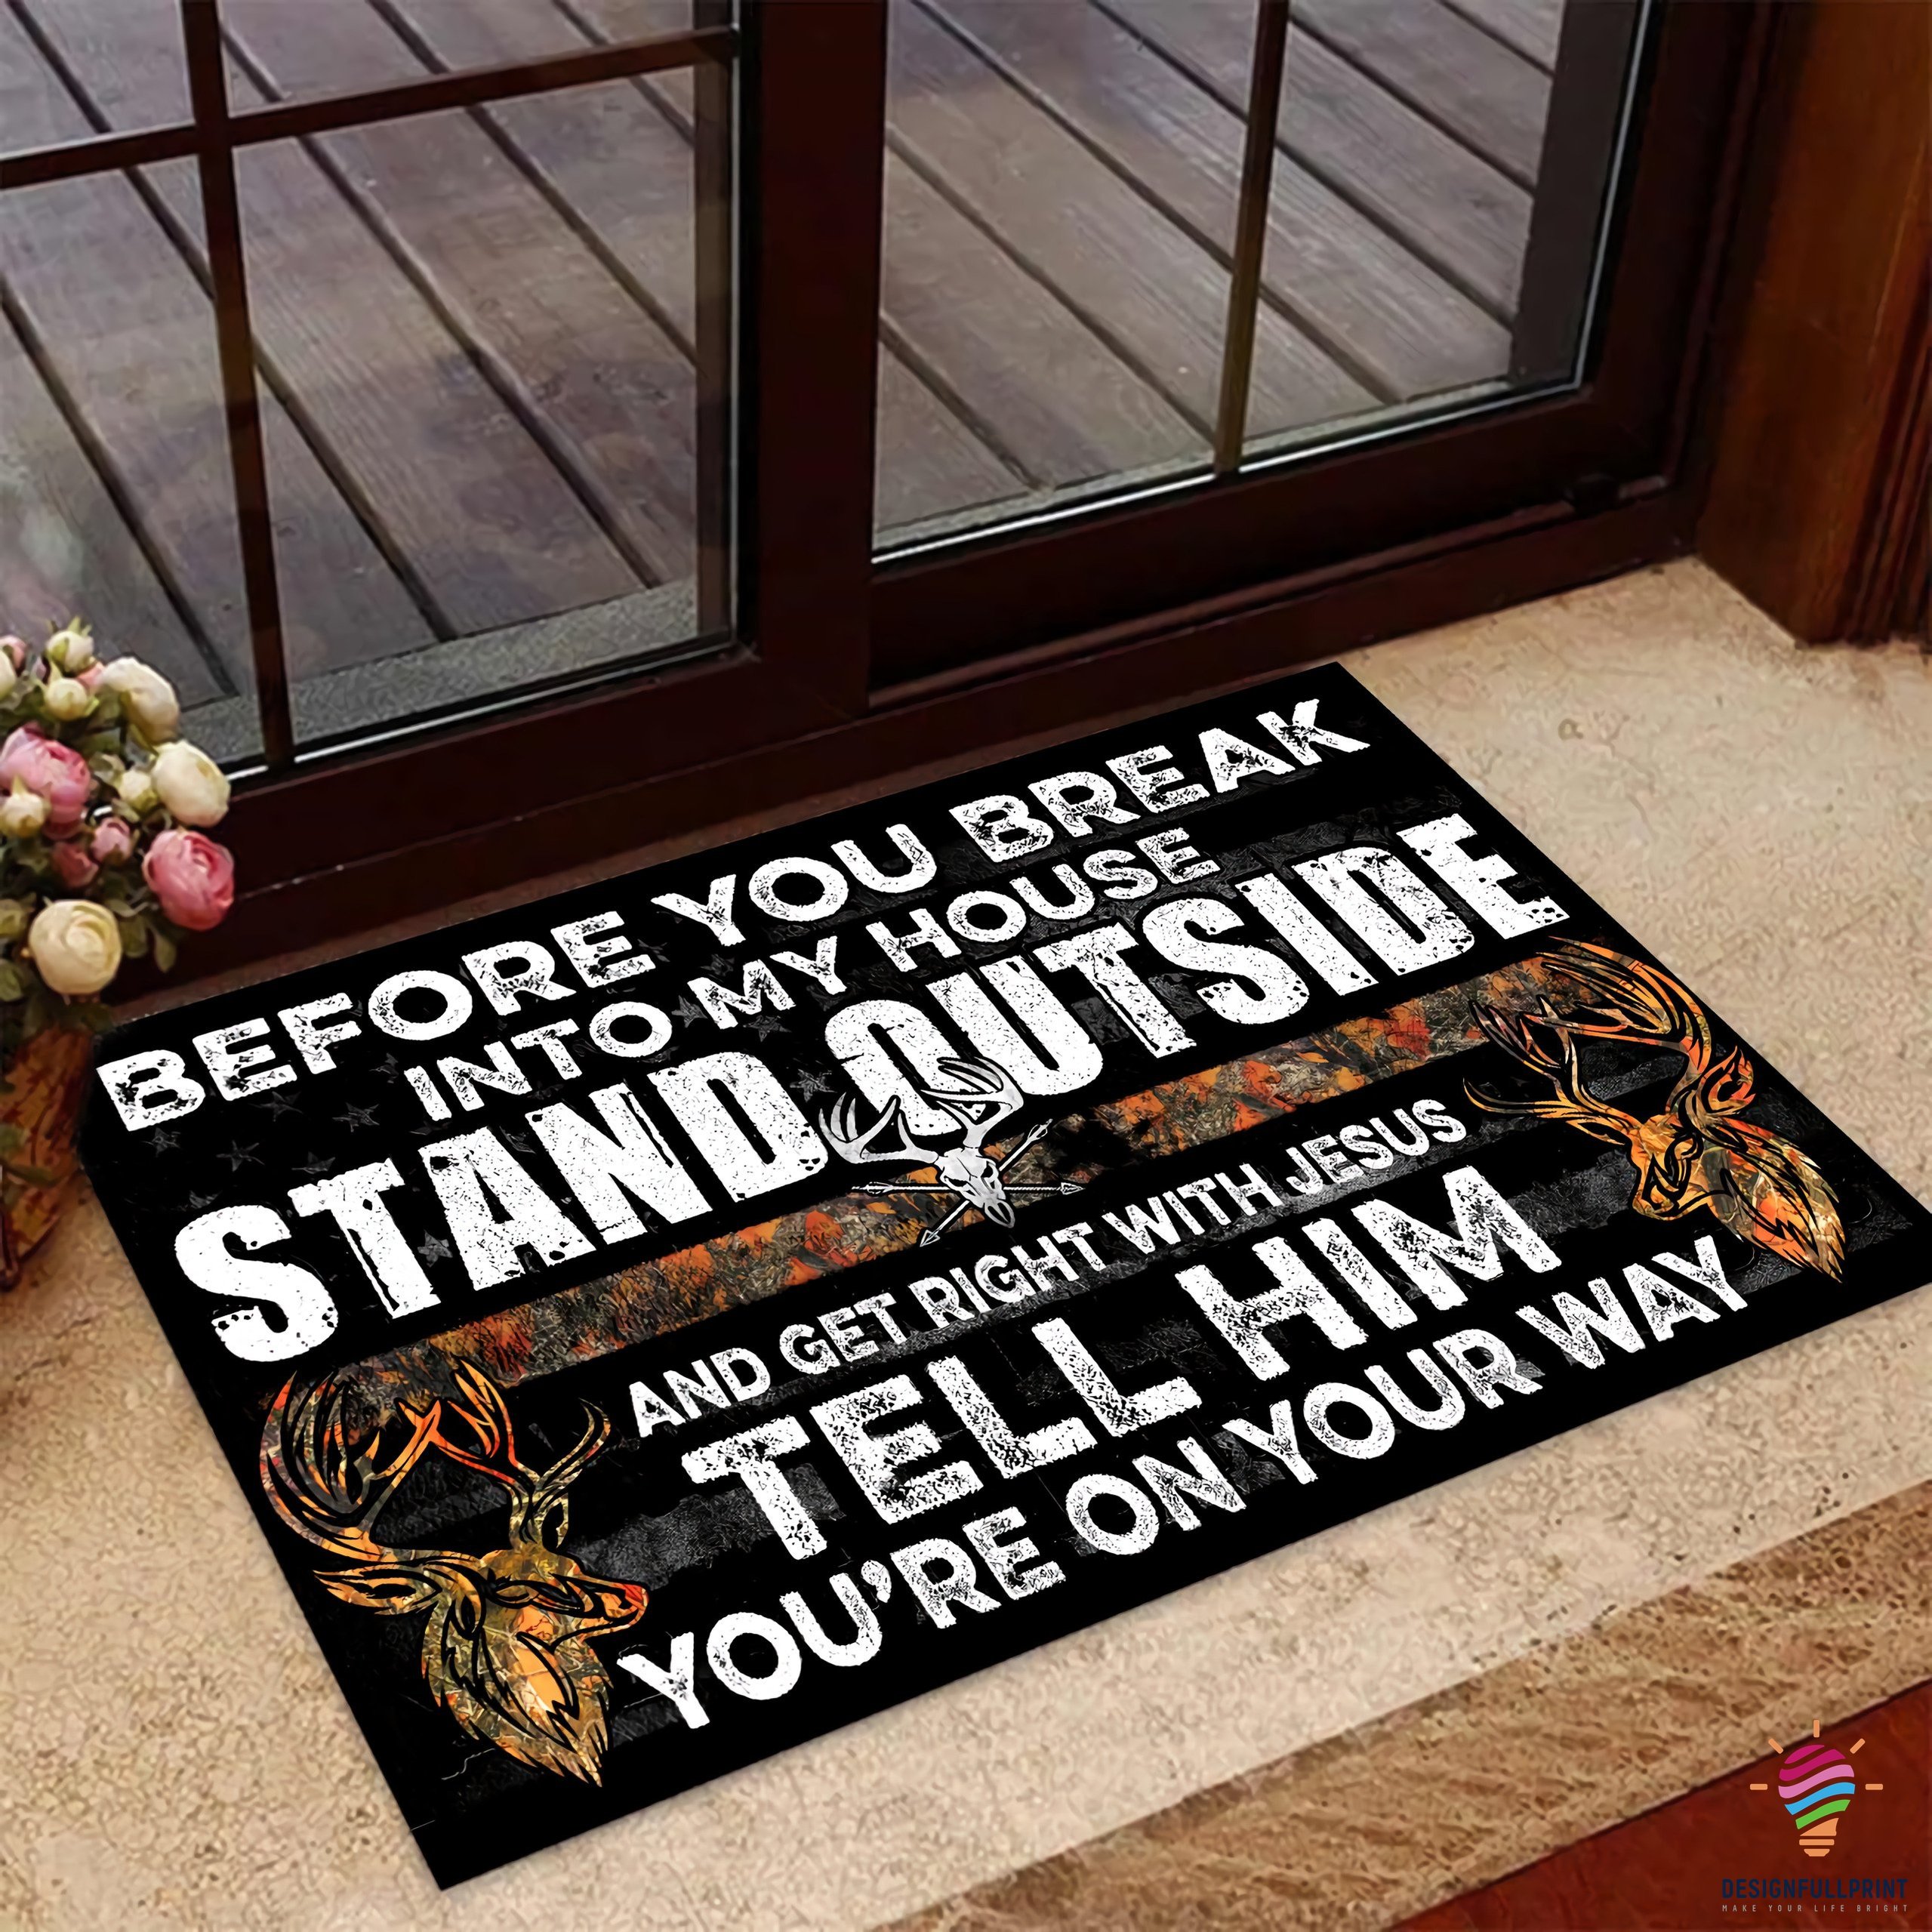 BEFORE YOU BREAK
INTO MY HOUSE
STAND OUTSIDE
AND GET RIGHT WITH JESUS
TELL HIM
YOU'RE ON YOUR WAY
DESIGNFULLPRINT
MAKE YOUR LIFE BRIGHT